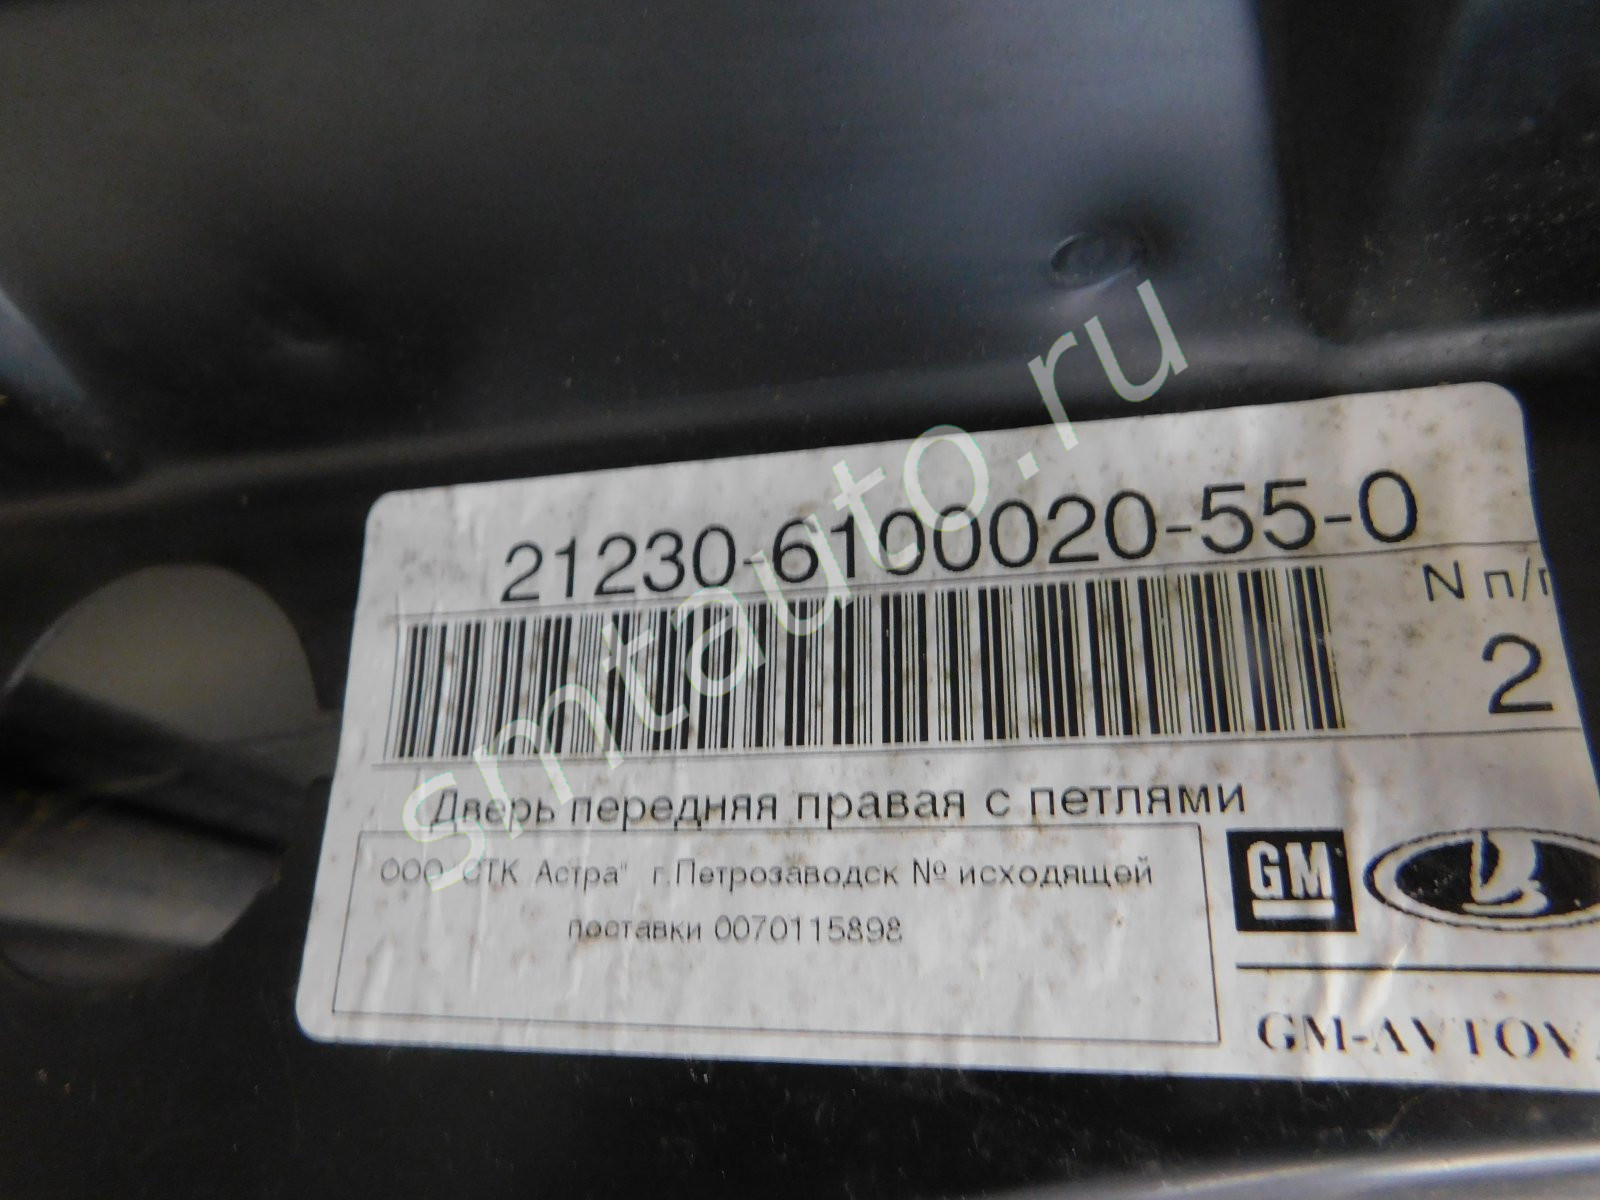 21230-6100020-55-0
N п/п
2
Дверь передняя правая с петлями
ООО "СТК Астра" г.Петрозаводск № исходящей
поставки 0070115898
GM
GM-AVTOV
smtauto.ru